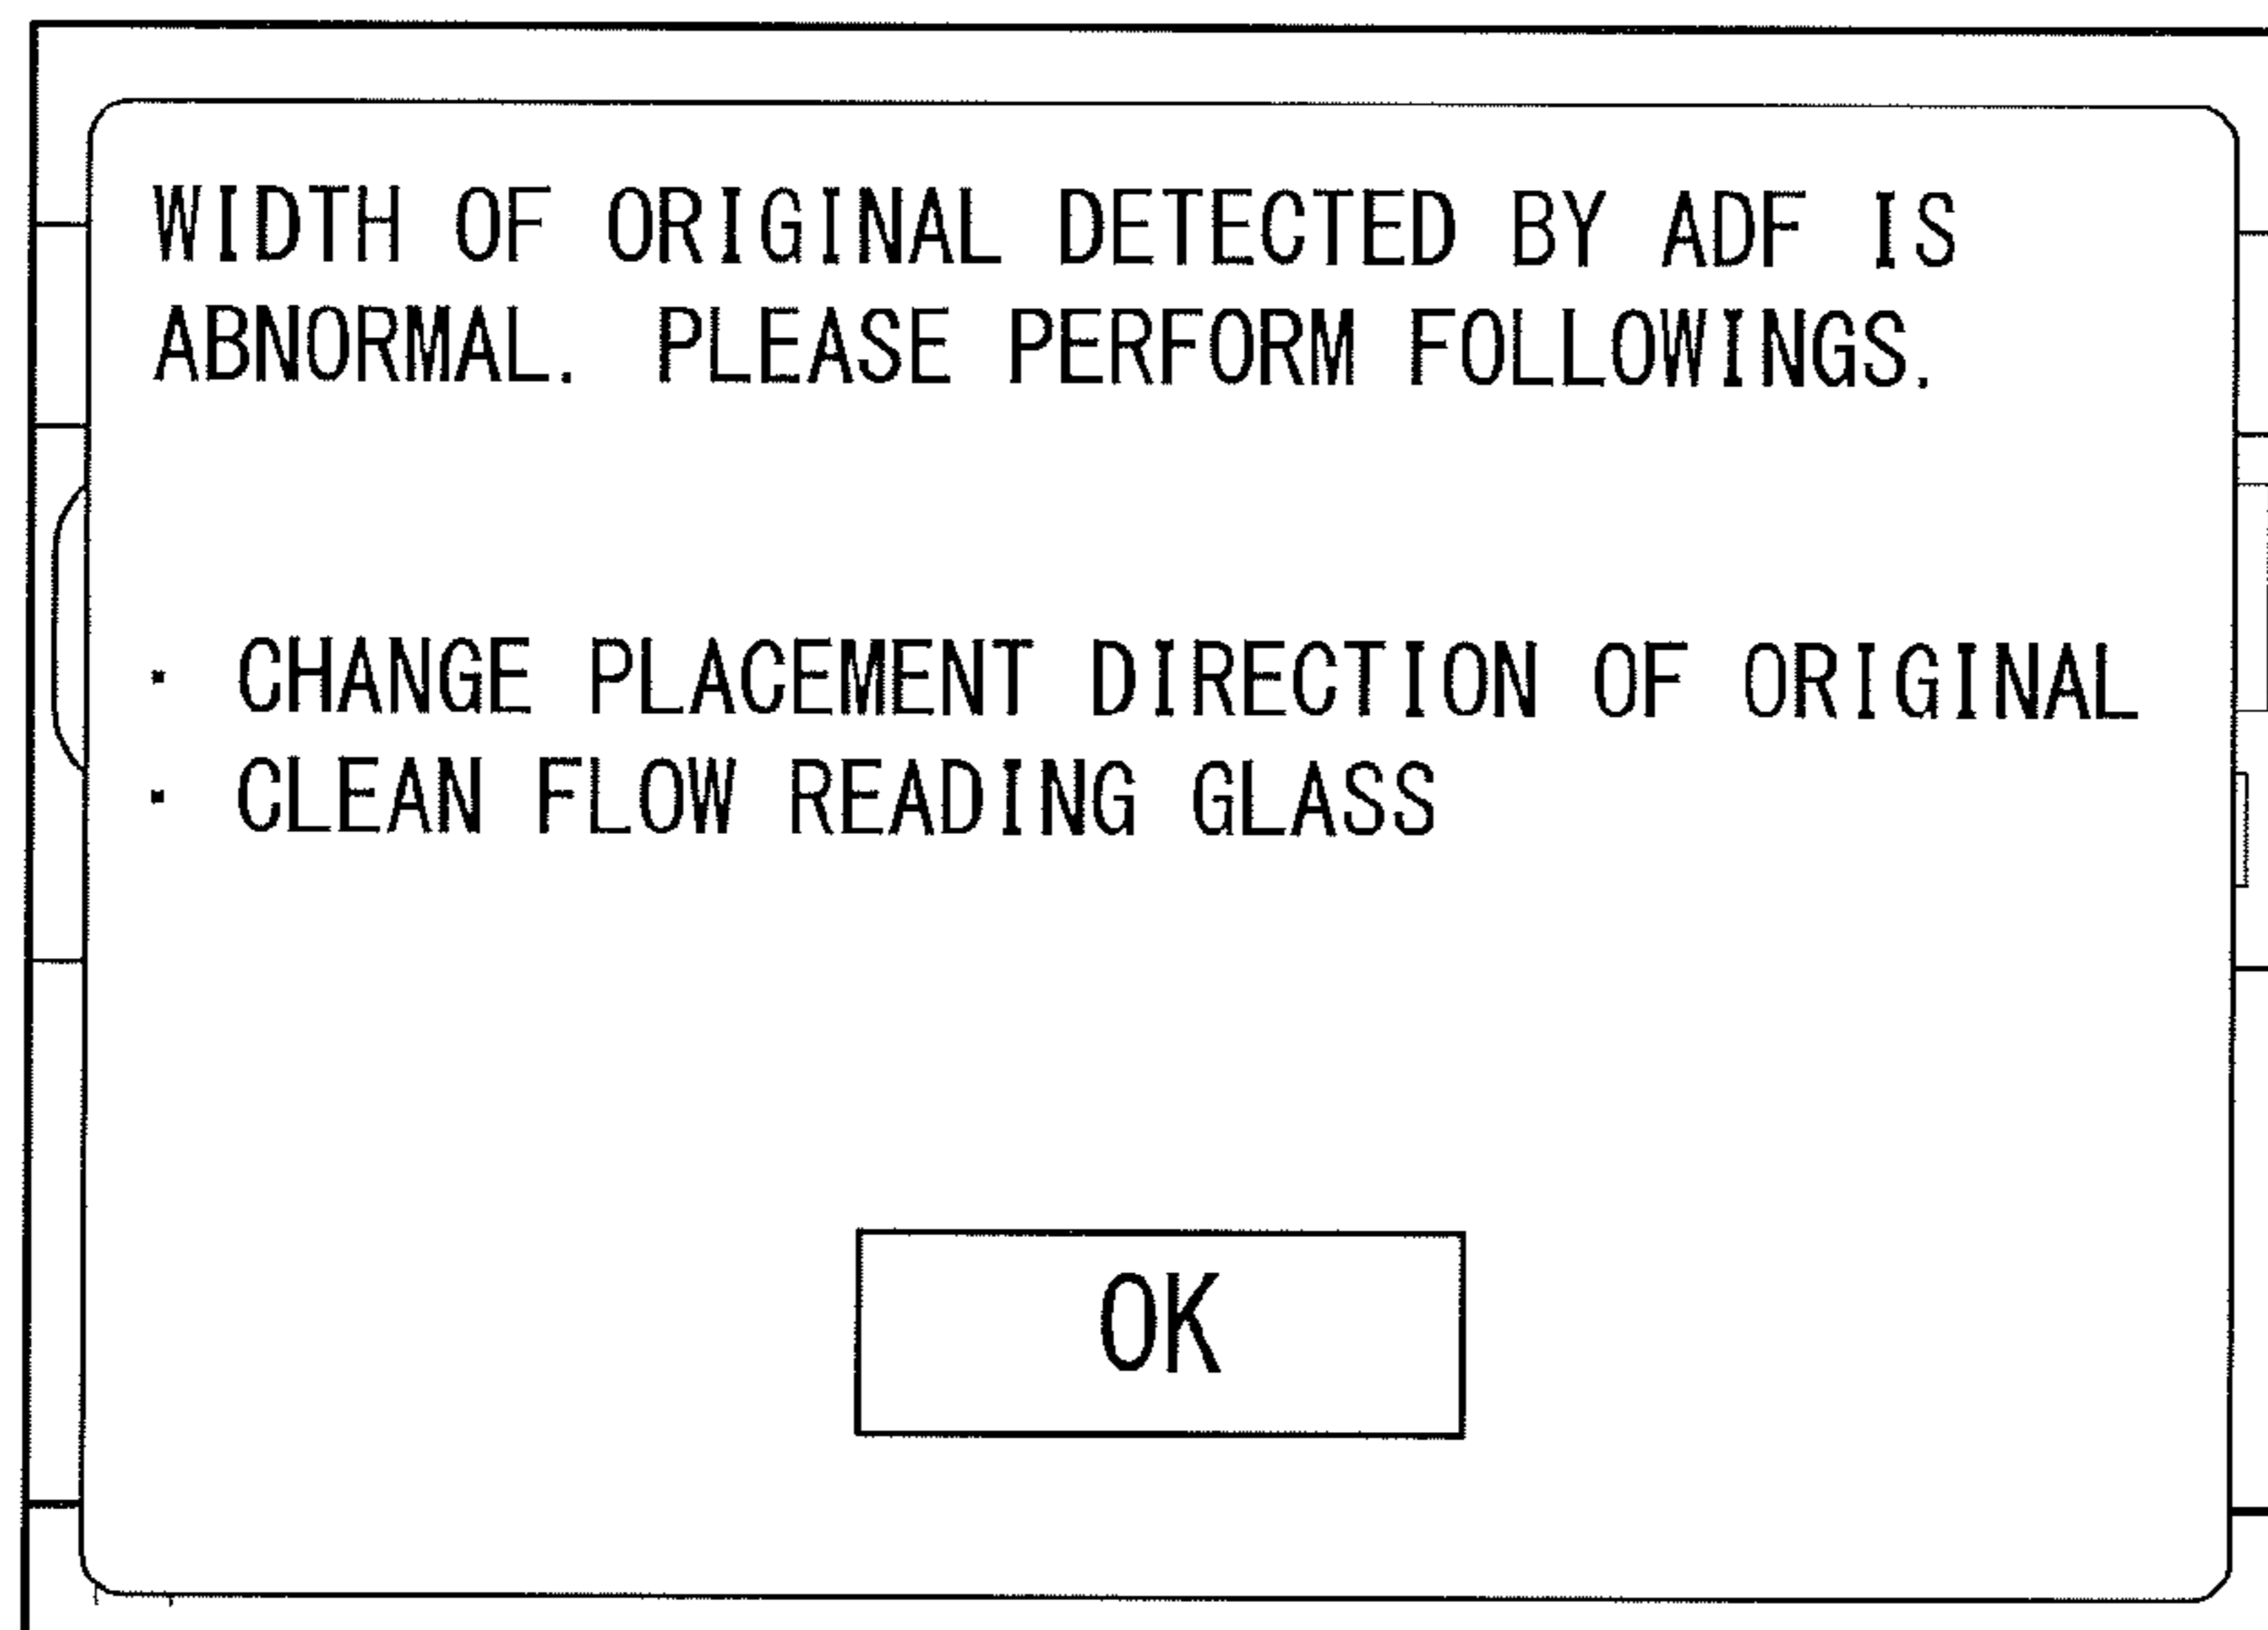 WIDTH OF ORIGINAL DETECTED BY ADF IS
ABNORMAL. PLEASE PERFORM FOLLOWINGS.
· CHANGE PLACEMENT DIRECTION OF ORIGINAL
· CLEAN FLOW READING GLASS
OK